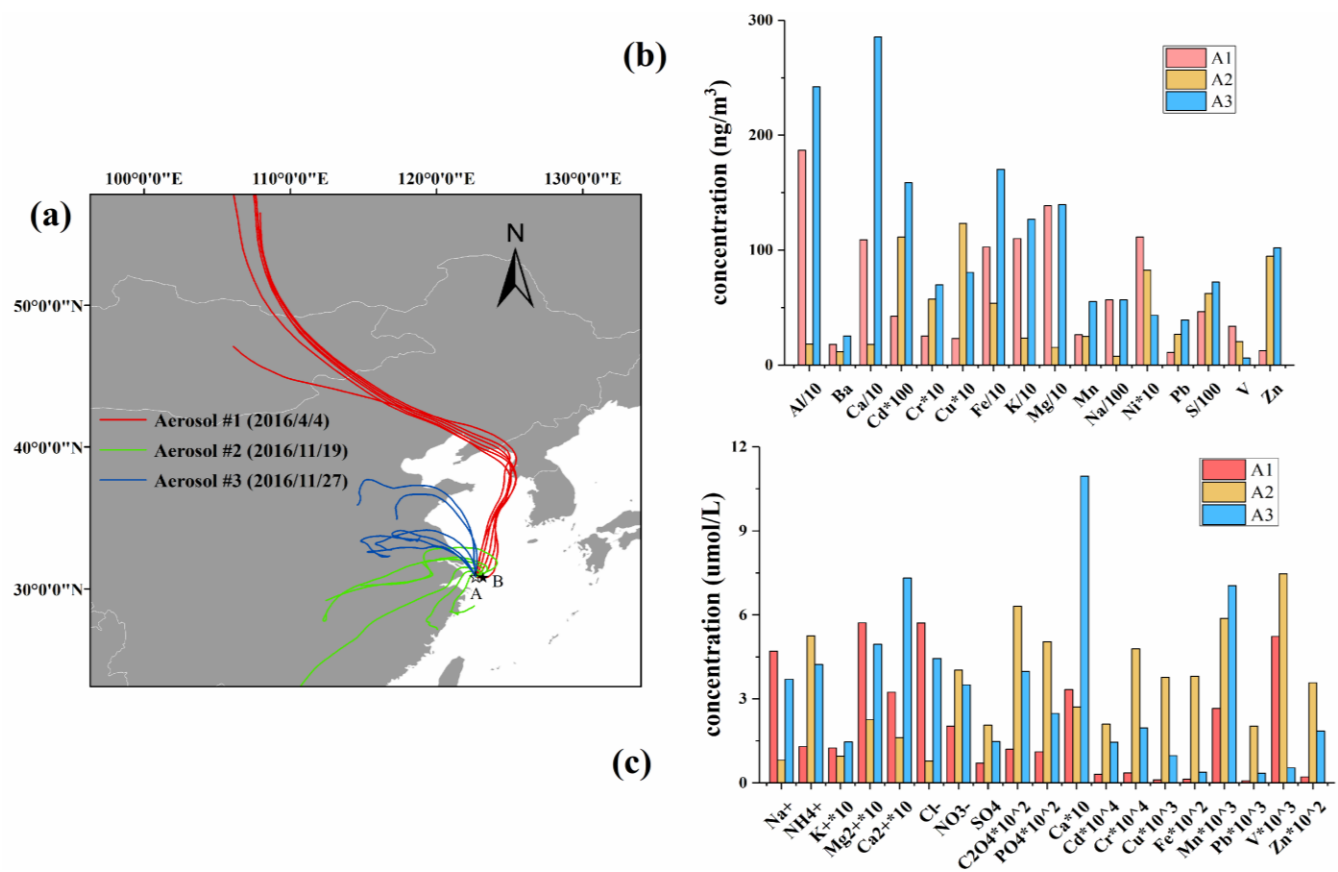 (a)
100°0'0"E 110°0'0"E 120°0'0"E 130°0'0"E
N
50°0'0"N
40°0'0"N
30°0'0"N
Aerosol #1 (2016/4/4)
Aerosol #2 (2016/11/19)
Aerosol #3 (2016/11/27)
A
B
(b)
concentration (ng/m³)
300
200
100
0
A1
A2
A3
Al/10 Ba Ca/10 Cd*100 Cr*10 Cu*10 Fe/10 K/10 Mg/10 Mn Na/100 Ni*10 Pb S/100 V Zn
(c)
concentration (umol/L)
12
9
6
3
0
A1
A2
A3
Na+ NH4+ K+*10 Mg2+*10 Ca2+*10 Cl- NO3- SO4 C2O4*10^2 PO4*10^2 Ca*10 Cd*10^4 Cr*10^4 Cu*10^3 Fe*10^2 Mn*10^3 Pb*10^3 V*10^3 Zn*10^2